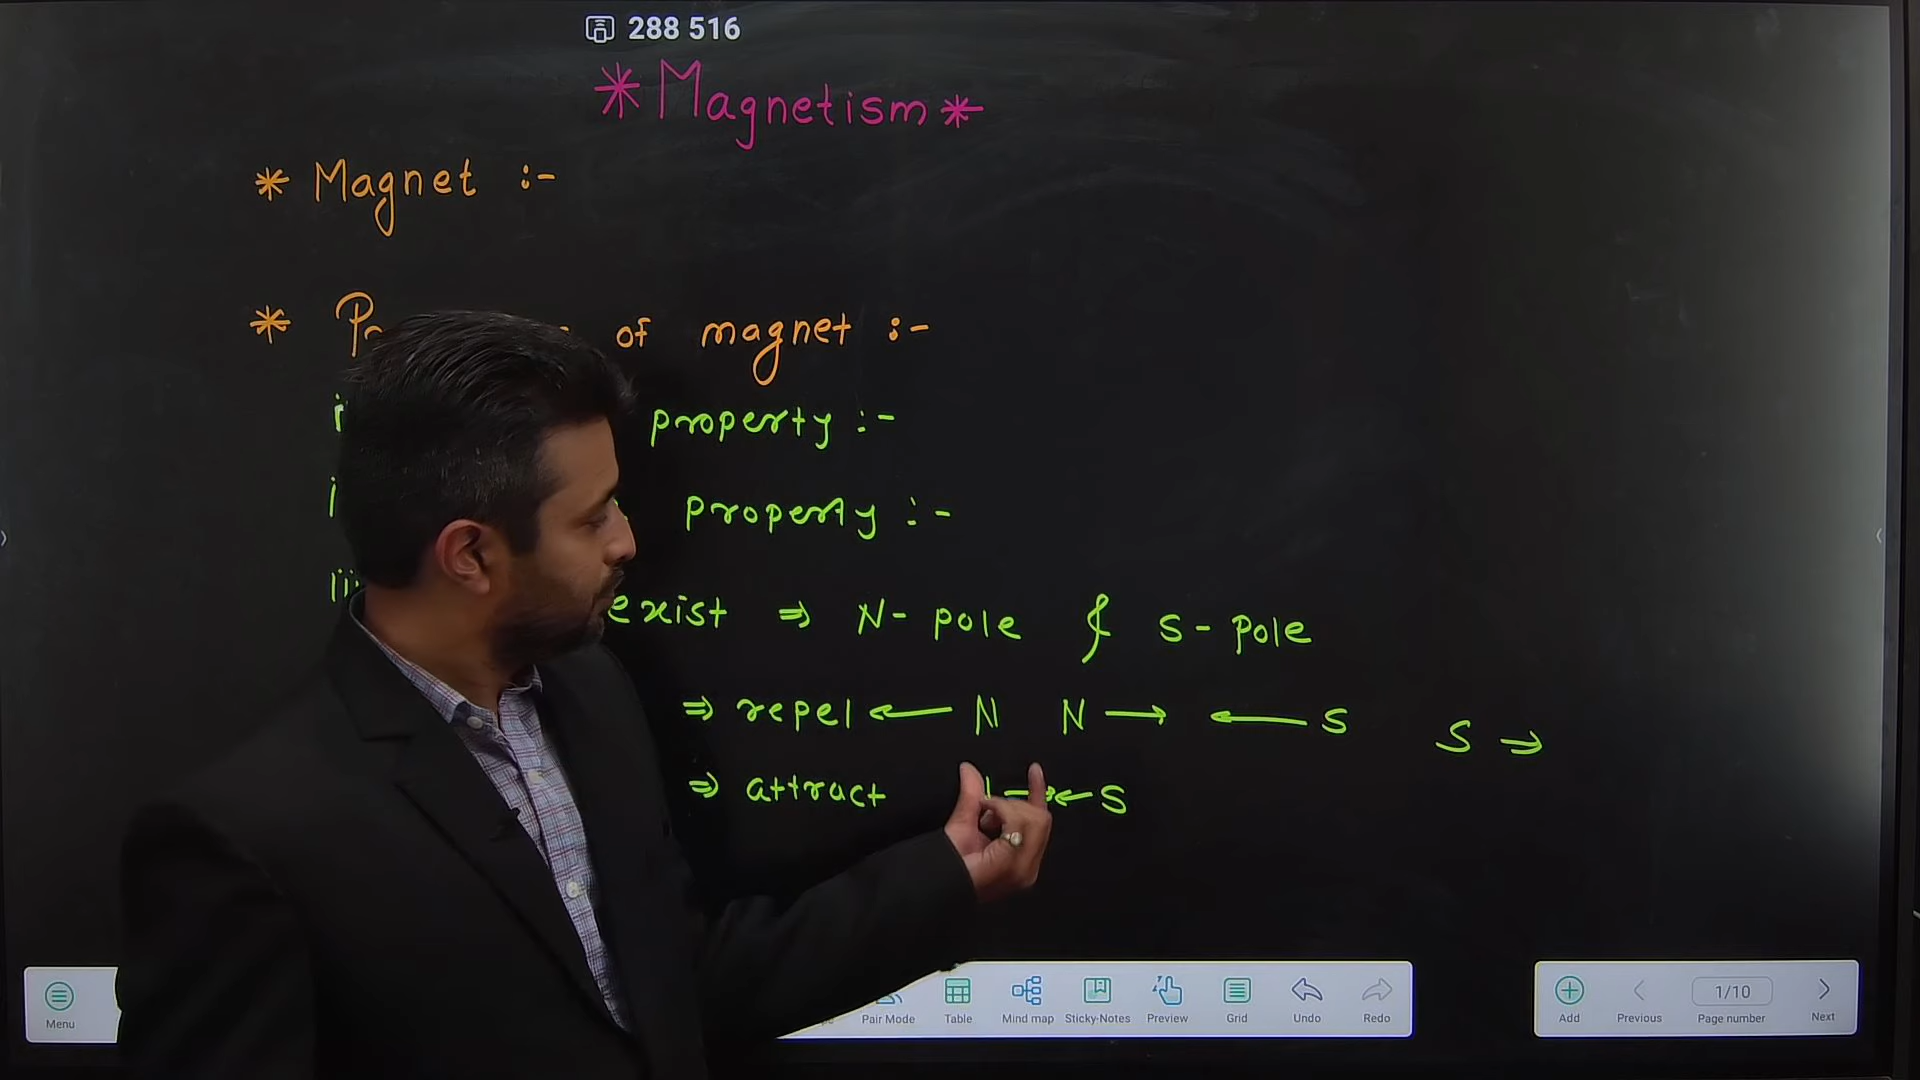 288 516
*Magnetism*
* Magnet :-
* of magnet :-
property :-
property :-
exist ⇒ N- pole & S- pole
⇒ repel ← N N → ← S S ⇒
⇒ attract →← S
Menu Pair Mode Table Mind map Sticky-Notes Preview Grid Undo Redo Add Previous 1/10 Page number Next